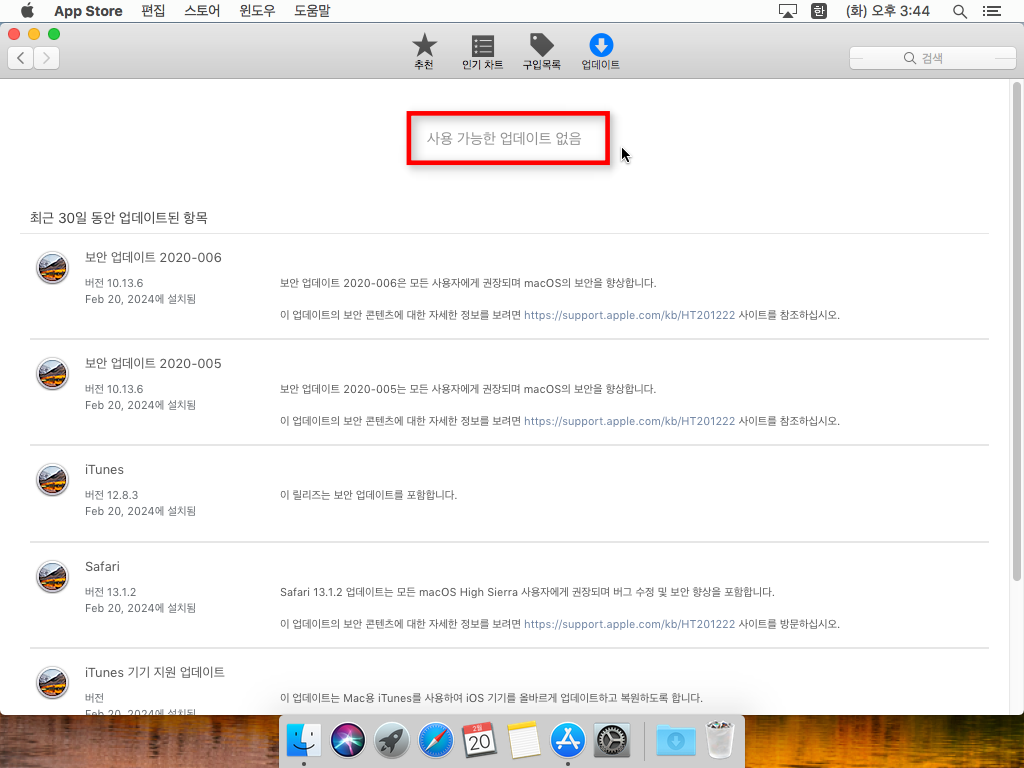 App Store 편집 스토어 윈도우 도움말 한 (화) 오후 3:44
추천 인기 차트 구입목록 업데이트 검색
사용 가능한 업데이트 없음
최근 30일 동안 업데이트된 항목
보안 업데이트 2020-006
버전 10.13.6
Feb 20, 2024에 설치됨
보안 업데이트 2020-006은 모든 사용자에게 권장되며 macOS의 보안을 향상합니다.
이 업데이트의 보안 콘텐츠에 대한 자세한 정보를 보려면 https://support.apple.com/kb/HT201222 사이트를 참조하십시오.
보안 업데이트 2020-005
버전 10.13.6
Feb 20, 2024에 설치됨
보안 업데이트 2020-005는 모든 사용자에게 권장되며 macOS의 보안을 향상합니다.
이 업데이트의 보안 콘텐츠에 대한 자세한 정보를 보려면 https://support.apple.com/kb/HT201222 사이트를 참조하십시오.
iTunes
버전 12.8.3
Feb 20, 2024에 설치됨
이 릴리즈는 보안 업데이트를 포함합니다.
Safari
버전 13.1.2
Feb 20, 2024에 설치됨
Safari 13.1.2 업데이트는 모든 macOS High Sierra 사용자에게 권장되며 버그 수정 및 보안 향상을 포함합니다.
이 업데이트의 보안 콘텐츠에 대한 자세한 정보를 보려면 https://support.apple.com/kb/HT201222 사이트를 방문하십시오.
iTunes 기기 지원 업데이트
버전
Feb 20, 2024에 설치됨
이 업데이트는 Mac용 iTunes를 사용하여 iOS 기기를 올바르게 업데이트하고 복원하도록 합니다.
2월
20